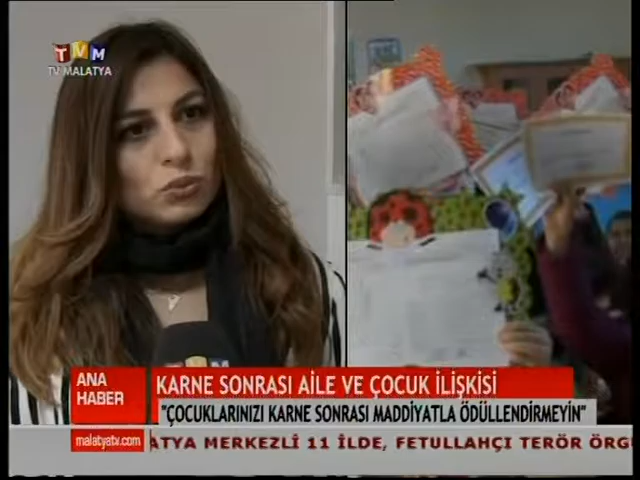 TVM
TV MALATYA
TVM
ANA
HABER
KARNE SONRASI AİLE VE ÇOCUK İLİŞKİSİ
"ÇOCUKLARINIZI KARNE SONRASI MADDİYATLA ÖDÜLLENDİRMEYİN"
malatyatv.com
ATYA MERKEZLİ 11 İLDE, FETULLAHÇI TERÖR ÖRG